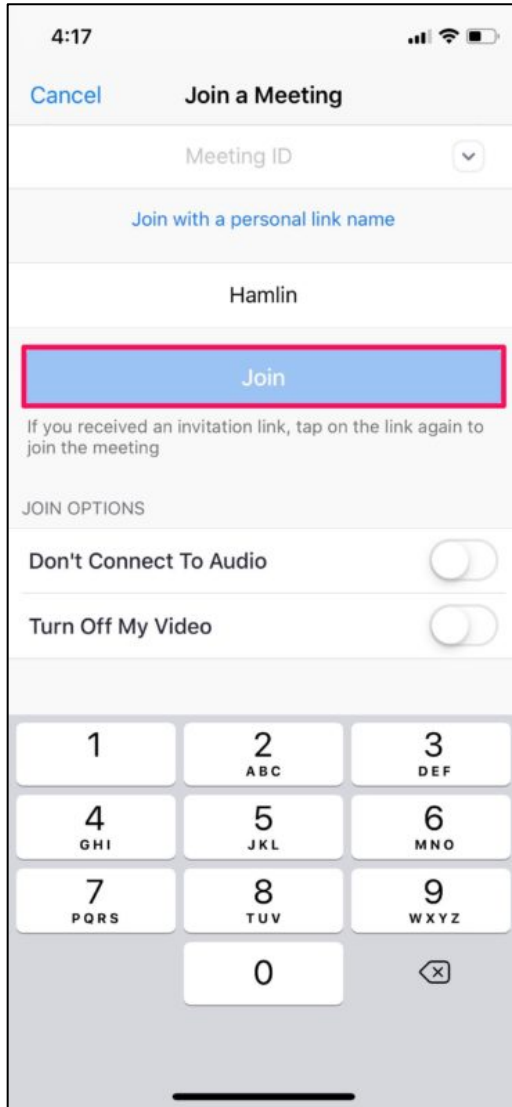 4:17
Cancel Join a Meeting
Meeting ID
Join with a personal link name
Hamlin
Join
If you received an invitation link, tap on the link again to
join the meeting
JOIN OPTIONS
Don't Connect To Audio
Turn Off My Video
1 2 3
ABC DEF
4 5 6
GHI JKL MNO
7 8 9
PQRS TUV WXYZ
0